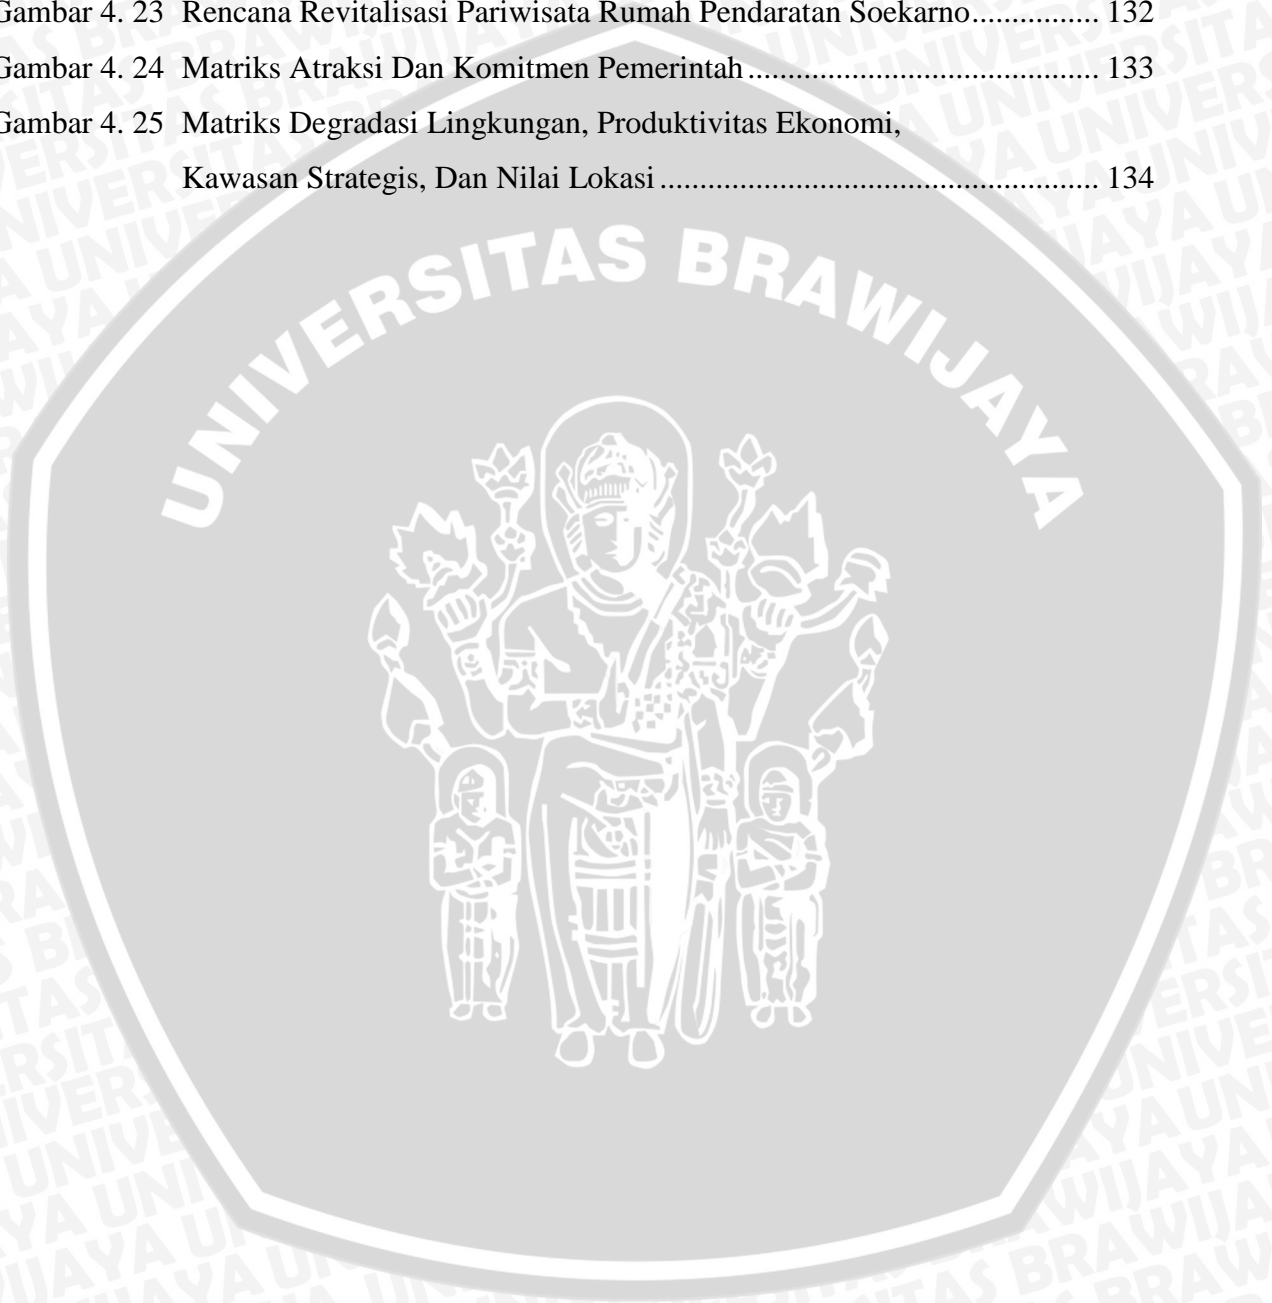 Gambar 4. 23 Rencana Revitalisasi Pariwisata Rumah Pendaratan Soekarno............... 132
Gambar 4. 24 Matriks Atraksi Dan Komitmen Pemerintah..................................... 133
Gambar 4. 25 Matriks Degradasi Lingkungan, Produktivitas Ekonomi,
Kawasan Strategis, Dan Nilai Lokasi.............................................. 134
UNIVERSITAS BRAWIJAYA